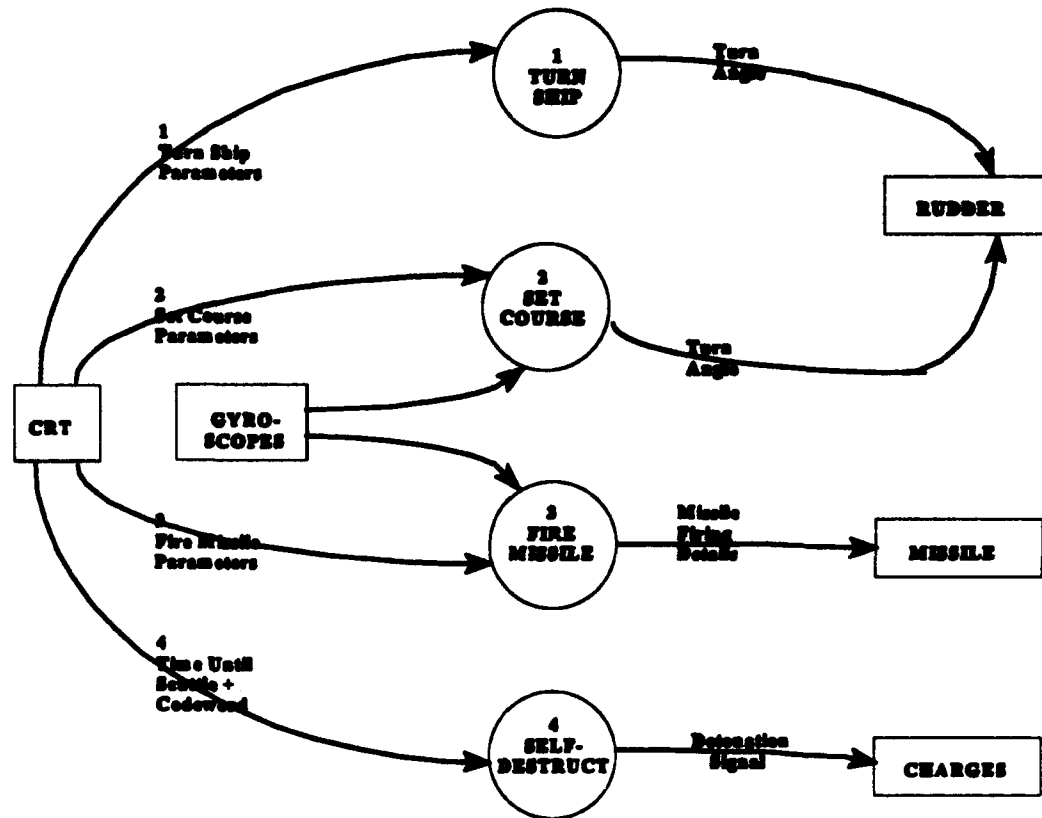 1
TURN
SHIP
Turn
Angle
1
Turn Ship
Parameters
RUDDER
2
SET
COURSE
2
Set Course
Parameters
Turn
Angle
CRT
GYRO-
SCOPES
3
FIRE
MISSILE
3
Fire Missile
Parameters
Missile
Firing
Details
MISSILE
4
Time Until
Scuttle +
Codeword
4
SELF-
DESTRUCT
Detonation
Signal
CHARGES